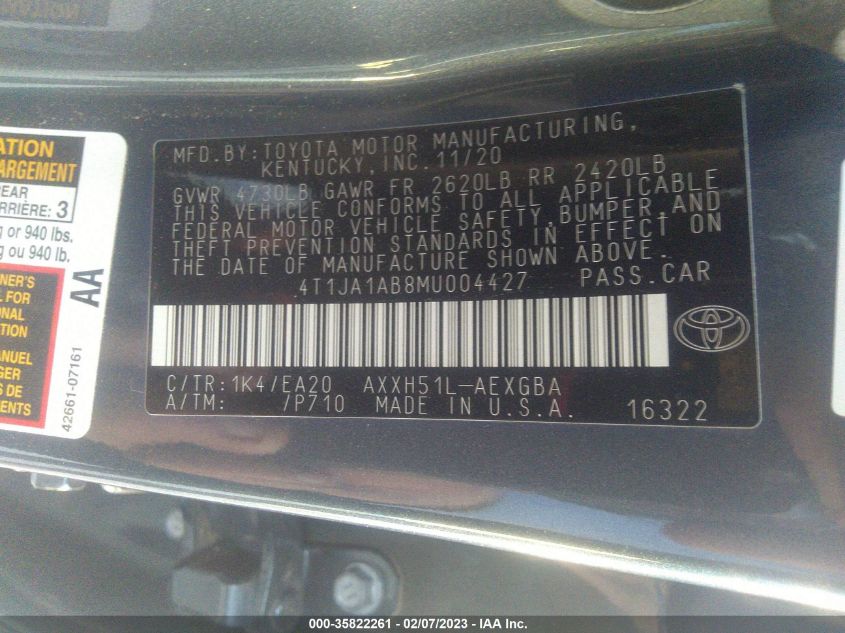 ATION
ARGEMENT
REAR
ARRIÈRE: 3
g or 940 lbs.
g ou 940 lb.
AA
42661-07161
MANUEL
MFD.BY:TOYOTA MOTOR MANUFACTURING,
KENTUCKY,INC.11/20
GVWR 4730LB GAWR FR 2620LB RR 2420LB
THIS VEHICLE CONFORMS TO ALL APPLICABLE
FEDERAL MOTOR VEHICLE SAFETY,BUMPER,AND
THEFT PREVENTION STANDARDS IN EFFECT ON
THE DATE OF MANUFACTURE SHOWN ABOVE.
4T1JA1AB8MU004427 PASS.CAR
C/TR:1K4/EA20 AXXH51L-AEXGBA
A/TM: /P710 MADE IN U.S.A. 16322
000-35822261 - 02/07/2023 - IAA Inc.